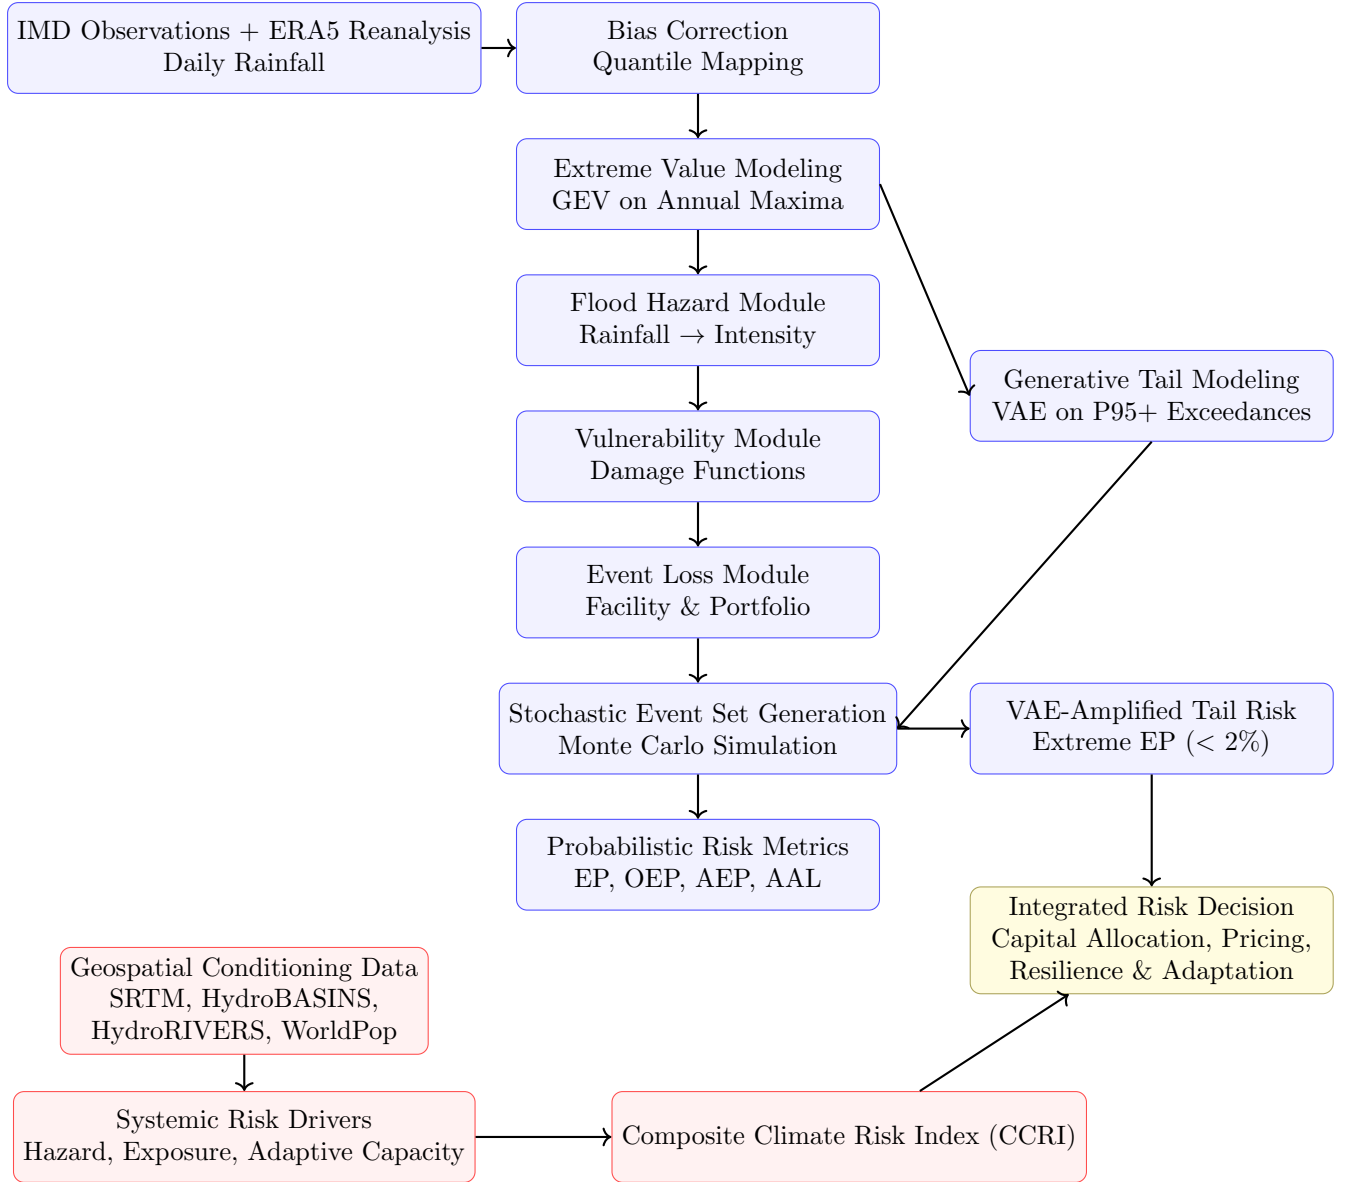 IMD Observations + ERA5 Reanalysis
Daily Rainfall
Bias Correction
Quantile Mapping
Extreme Value Modeling
GEV on Annual Maxima
Flood Hazard Module
Rainfall → Intensity
Generative Tail Modeling
VAE on P95+ Exceedances
Vulnerability Module
Damage Functions
Event Loss Module
Facility & Portfolio
Stochastic Event Set Generation
Monte Carlo Simulation
VAE-Amplified Tail Risk
Extreme EP (< 2%)
Probabilistic Risk Metrics
EP, OEP, AEP, AAL
Integrated Risk Decision
Capital Allocation, Pricing,
Resilience & Adaptation
Geospatial Conditioning Data
SRTM, HydroBASINS,
HydroRIVERS, WorldPop
Systemic Risk Drivers
Hazard, Exposure, Adaptive Capacity
Composite Climate Risk Index (CCRI)